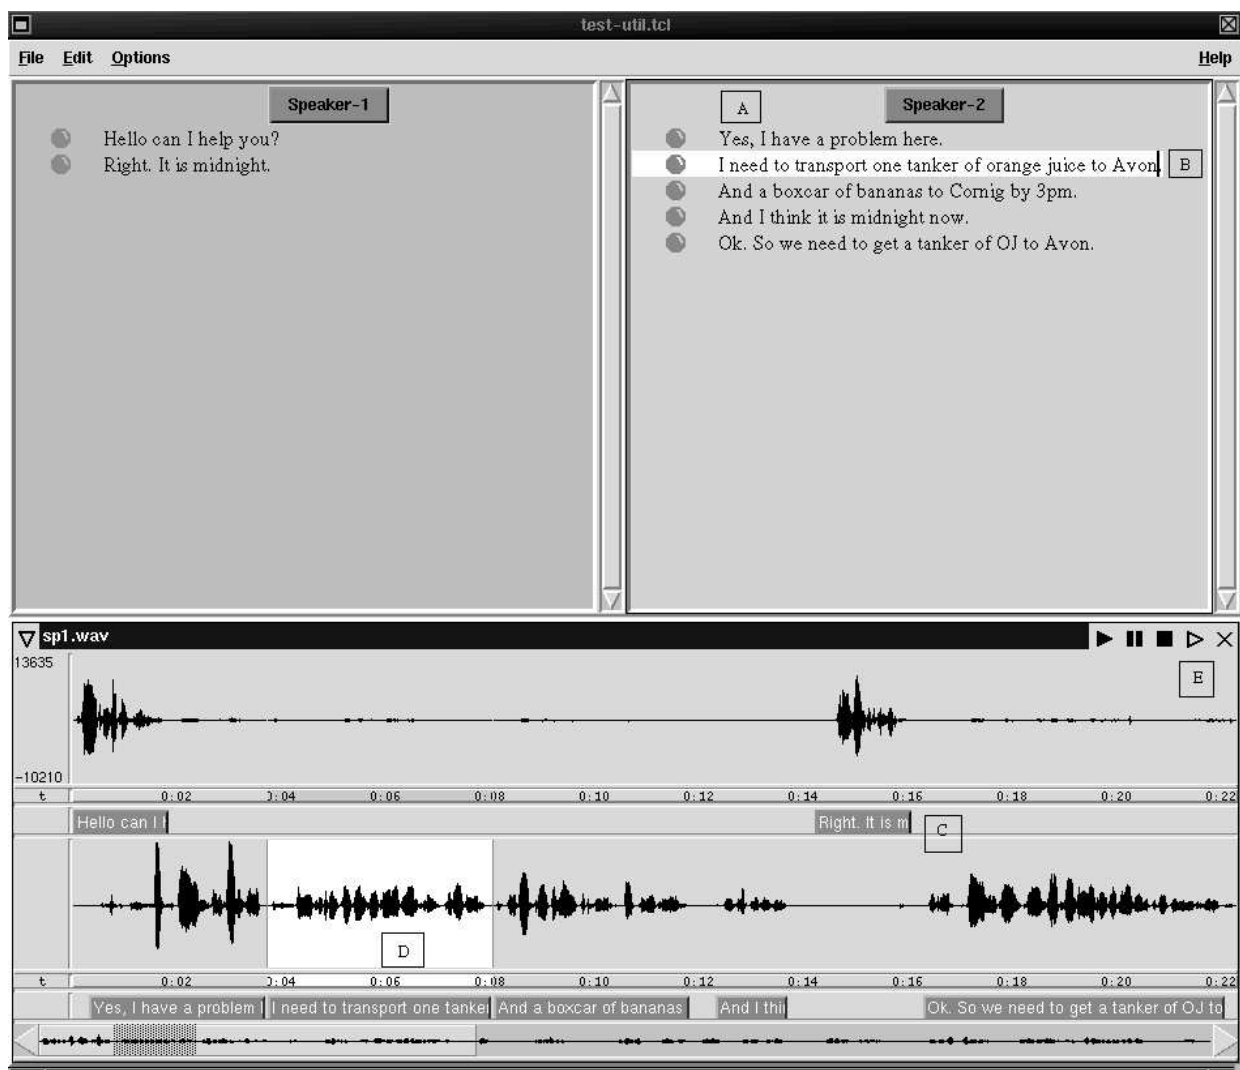 test-util.tcl
File Edit Options Help
Speaker-1
Hello can I help you?
Right. It is midnight.
A Speaker-2
Yes, I have a problem here.
I need to transport one tanker of orange juice to Avon. B
And a boxcar of bananas to Cornig by 3pm.
And I think it is midnight now.
Ok. So we need to get a tanker of OJ to Avon.
sp1.wav
13635
E
-10210
t 0:02 0:04 0:06 0:08 0:10 0:12 0:14 0:16 0:18 0:20 0:22
Hello can I Right. It is m C
D
t 0:02 0:04 0:06 0:08 0:10 0:12 0:14 0:16 0:18 0:20 0:22
Yes, I have a problem I need to transport one tanker And a boxcar of bananas And I thin Ok. So we need to get a tanker of OJ to